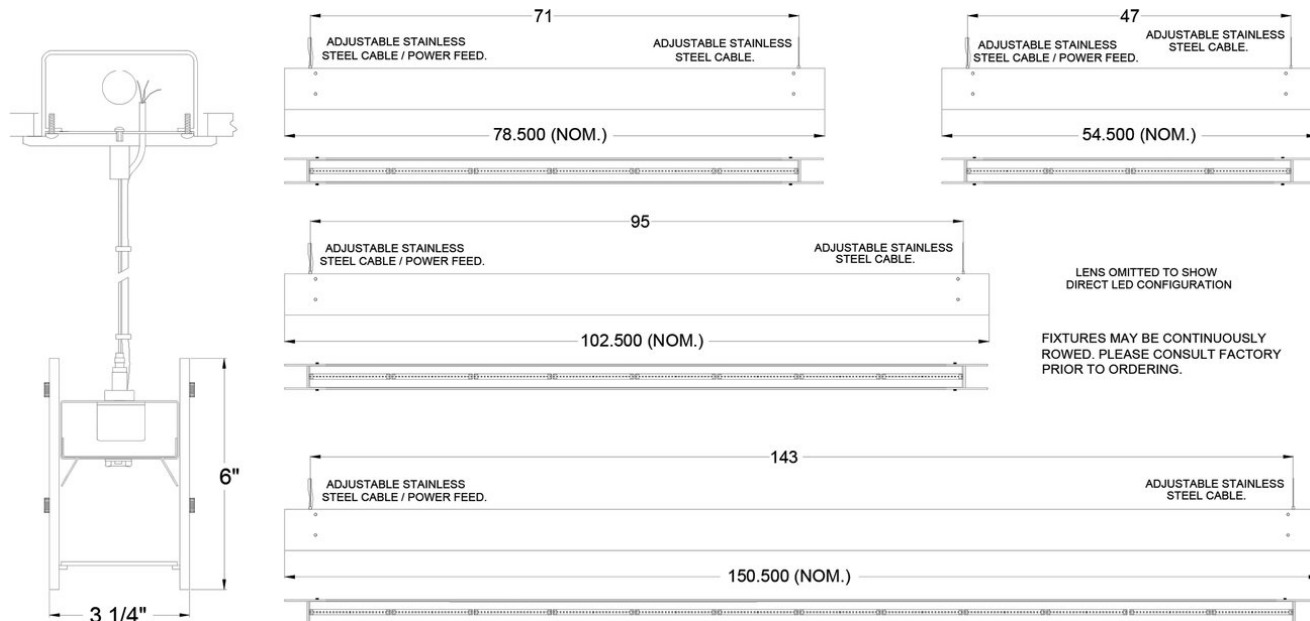 71
ADJUSTABLE STAINLESS
STEEL CABLE / POWER FEED.
ADJUSTABLE STAINLESS
STEEL CABLE.
78.500 (NOM.)
47
ADJUSTABLE STAINLESS
STEEL CABLE / POWER FEED.
ADJUSTABLE STAINLESS
STEEL CABLE.
54.500 (NOM.)
95
ADJUSTABLE STAINLESS
STEEL CABLE / POWER FEED.
ADJUSTABLE STAINLESS
STEEL CABLE.
102.500 (NOM.)
LENS OMITTED TO SHOW
DIRECT LED CONFIGURATION
FIXTURES MAY BE CONTINUOUSLY
ROWED. PLEASE CONSULT FACTORY
PRIOR TO ORDERING.
6"
3 1/4"
143
ADJUSTABLE STAINLESS
STEEL CABLE / POWER FEED.
ADJUSTABLE STAINLESS
STEEL CABLE.
150.500 (NOM.)